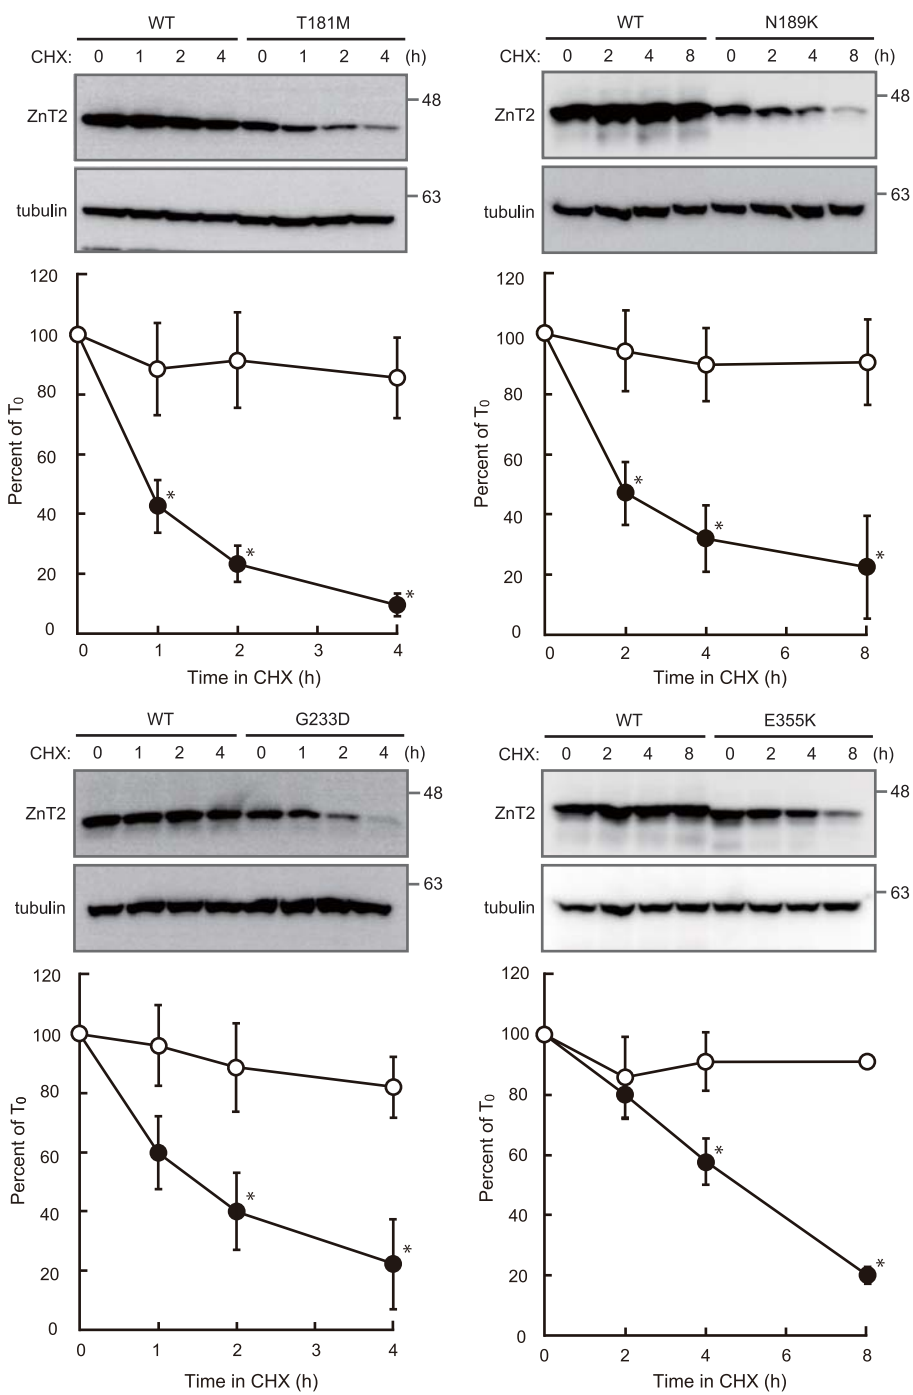 WT T181M
CHX: 0 1 2 4 0 1 2 4 (h)
ZnT2
48
tubulin
63
120
100
80
60
40
20
0
Percent of T0
* * *
0 1 2 3 4
Time in CHX (h)
WT N189K
CHX: 0 2 4 8 0 2 4 8 (h)
ZnT2
48
tubulin
63
120
100
80
60
40
20
0
Percent of T0
* * *
0 2 4 6 8
Time in CHX (h)
WT G233D
CHX: 0 1 2 4 0 1 2 4 (h)
ZnT2
48
tubulin
63
120
100
80
60
40
20
0
Percent of T0
* *
0 1 2 3 4
Time in CHX (h)
WT E355K
CHX: 0 2 4 8 0 2 4 8 (h)
ZnT2
48
tubulin
63
120
100
80
60
40
20
0
Percent of T0
* *
0 2 4 6 8
Time in CHX (h)